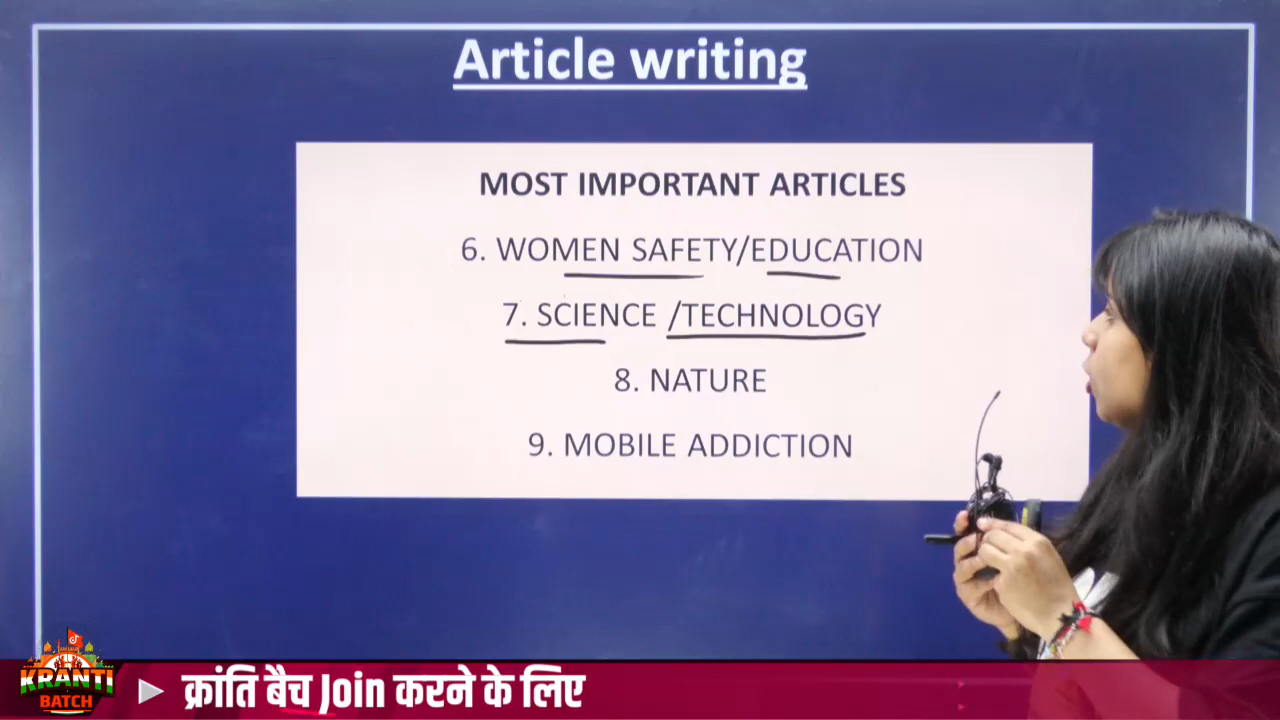 Article writing
MOST IMPORTANT ARTICLES
6. WOMEN SAFETY/EDUCATION
7. SCIENCE /TECHNOLOGY
8. NATURE
9. MOBILE ADDICTION
KRANTI
BATCH
क्रांति बैच Join करने के लिए